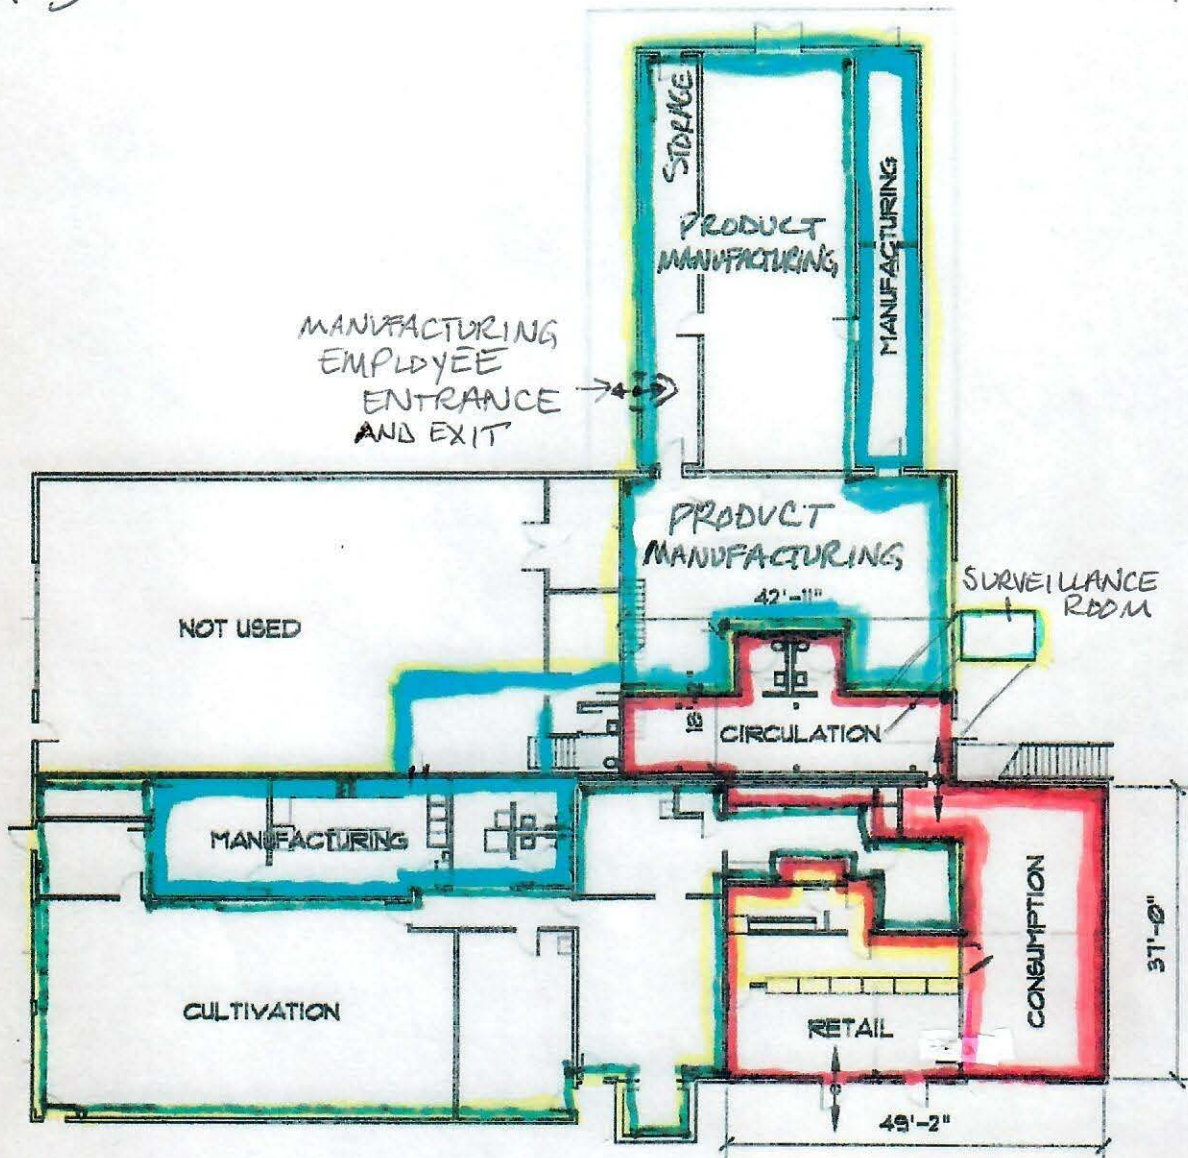 STORAGE
PRODUCT
MANUFACTURING
MANUFACTURING
MANUFACTURING
EMPLOYEE
ENTRANCE
AND EXIT
PRODUCT
MANUFACTURING
42'-11"
SURVEILLANCE
ROOM
NOT USED
CIRCULATION
MANUFACTURING
CONSUMPTION
37'-0"
CULTIVATION
RETAIL
49'-2"